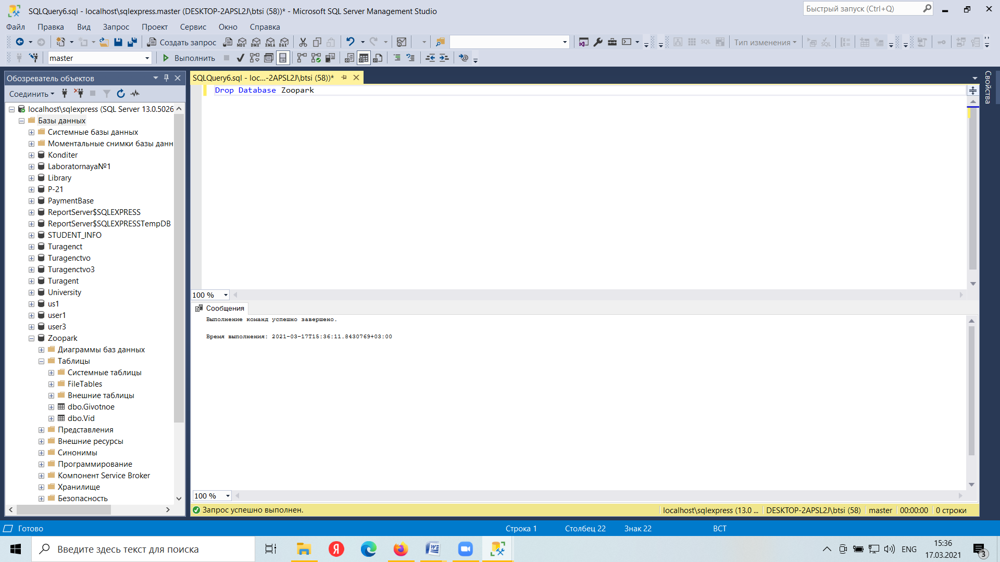 SQLQuery6.sql - localhost\sqlexpress.master (DESKTOP-2APSL2J\btsi (58))* - Microsoft SQL Server Management Studio
Быстрый запуск (Ctrl+Q)
Файл Правка Вид Запрос Проект Сервис Окно Справка
Создать запрос MDX DMX XMLA DAX SQL Тип изменения
master Выполнить
Обозреватель объектов
SQLQuery6.sql - loc...-2APSL2J\btsi (58))*
Свойства
Соединить
Drop Database Zoopark
localhost\sqlexpress (SQL Server 13.0.5026
Базы данных
Системные базы данных
Моментальные снимки базы данн
Konditer
Laboratornaya№1
Library
P-21
PaymentBase
ReportServer$SQLEXPRESS
ReportServer$SQLEXPRESSTempDB
STUDENT_INFO
Turagenct
Turagenctvo
Turagenctvo3
Turagent
University
us1
user1
user3
Zoopark
Диаграммы баз данных
Таблицы
Системные таблицы
FileTables
Внешние таблицы
dbo.Givotnoe
dbo.Vid
Представления
Внешние ресурсы
Синонимы
Программирование
Компонент Service Broker
Хранилище
Безопасность
100 %
Сообщения
Выполнение команд успешно завершено.
Время выполнения: 2021-03-17T15:36:11.8430769+03:00
100 %
Запрос успешно выполнен.
localhost\sqlexpress (13.0 ... DESKTOP-2APSL2J\btsi (58) master 00:00:00 0 строки
Готово Строка 1 Столбец 22 Знак 22 ВСТ
Введите здесь текст для поиска
ENG
15:36
17.03.2021
3